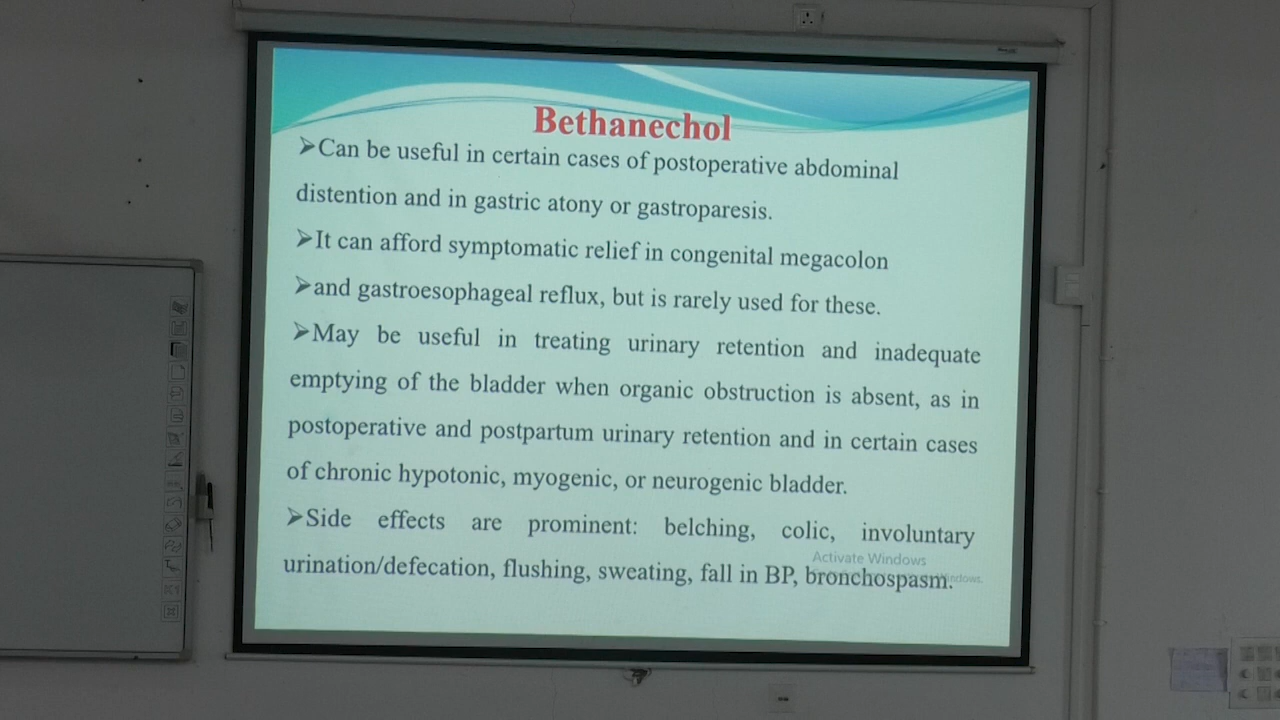 Bethanechol
➢Can be useful in certain cases of postoperative abdominal
distention and in gastric atony or gastroparesis.
➢It can afford symptomatic relief in congenital megacolon
➢and gastroesophageal reflux, but is rarely used for these.
➢May be useful in treating urinary retention and inadequate
emptying of the bladder when organic obstruction is absent, as in
postoperative and postpartum urinary retention and in certain cases
of chronic hypotonic, myogenic, or neurogenic bladder.
➢Side effects are prominent: belching, colic, involuntary
urination/defecation, flushing, sweating, fall in BP, bronchospasm.
Activate Windows
Windows.